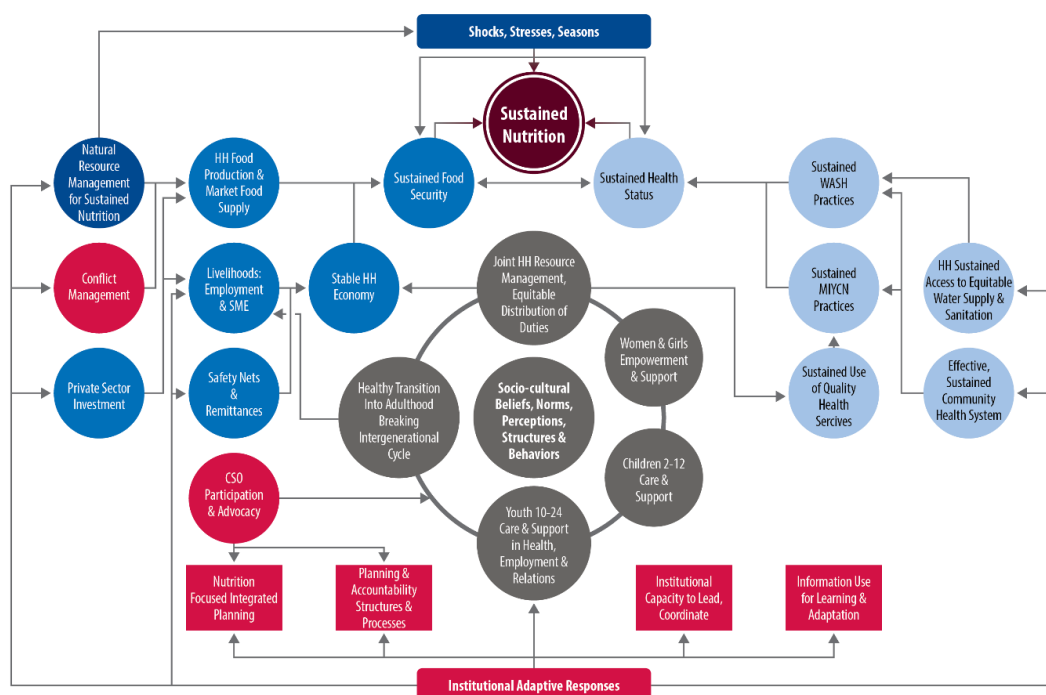 Shocks, Stresses, Seasons
Sustained
Nutrition
Natural
Resource
Management
for Sustained
Nutrition
HH Food
Production &
Market Food
Supply
Sustained Food
Security
Sustained Health
Status
Sustained
WASH
Practices
Conflict
Management
Livelihoods:
Employment
& SME
Stable HH
Economy
Joint HH Resource
Management,
Equitable
Distribution of
Duties
Sustained
MIYCN
Practices
HH Sustained
Access to Equitable
Water Supply &
Sanitation
Women & Girls
Empowerment
& Support
Private Sector
Investment
Safety Nets
&
Remittances
Healthy Transition
Into Adulthood
Breaking
Intergenerational
Cycle
Socio-cultural
Beliefs, Norms,
Perceptions,
Structures &
Behaviors
Sustained Use
of Quality
Health
Sercives
Effective,
Sustained
Community
Health System
Children 2-12
Care &
Support
CSO
Participation
& Advocacy
Youth 10-24
Care & Support
in Health,
Employment &
Relations
Nutrition
Focused Integrated
Planning
Planning &
Accountability
Structures &
Processes
Institutional
Capacity to Lead,
Coordinate
Information Use
for Learning &
Adaptation
Institutional Adaptive Responses